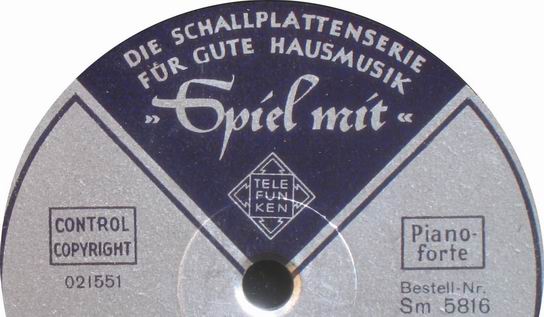 DIE SCHALLPLATTENSERIE
FÜR GUTE HAUSMUSIK
»Spiel mit«
TELE
FUN
KEN
CONTROL
COPYRIGHT
021551
Piano-
forte
Bestell-Nr.
Sm 5816